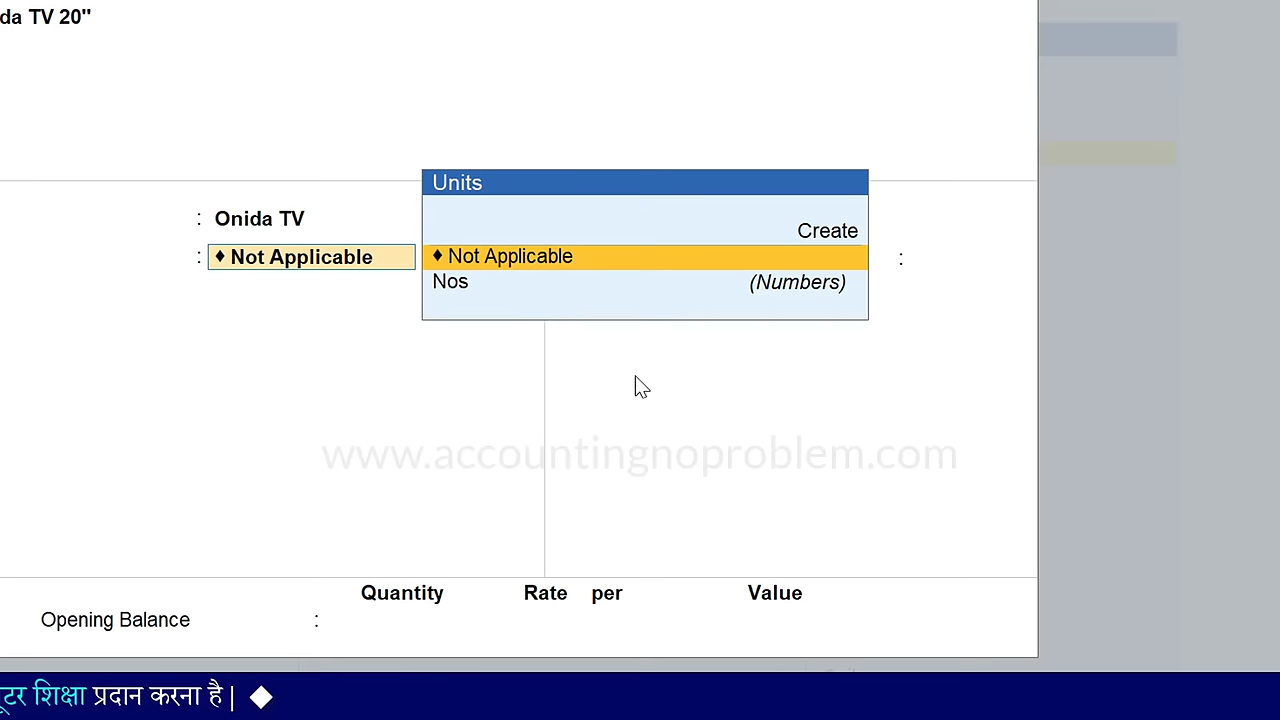 da TV 20"
Units
Create
: Onida TV
: ♦ Not Applicable
♦ Not Applicable
:
Nos (Numbers)
www.accountingnoproblem.com
Quantity Rate per Value
Opening Balance :
शिक्षा प्रदान करना है | ◆